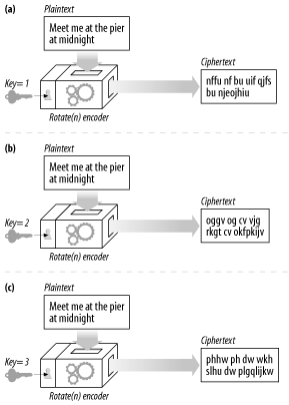 (a)
Plaintext
Meet me at the pier
at midnight
Key= 1
Rotate(n) encoder
Ciphertext
nffu nf bu uif qjfs
bu njeojhiu
(b)
Plaintext
Meet me at the pier
at midnight
Key= 2
Rotate(n) encoder
Ciphertext
oggv og cv vjg
rkgt cv okfpkijv
(c)
Plaintext
Meet me at the pier
at midnight
Key= 3
Rotate(n) encoder
Ciphertext
phhw ph dw wkh
slhu dw plgqljkw